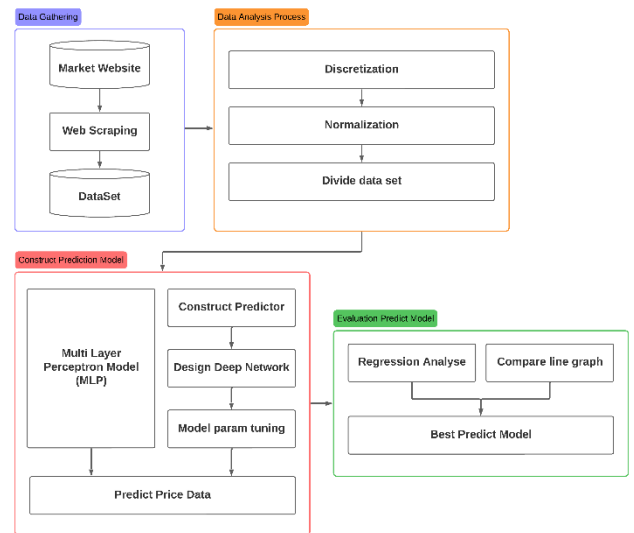 Data Gathering
Market Website
Web Scraping
DataSet
Data Analysis Process
Discretization
Normalization
Divide data set
Construct Prediction Model
Multi Layer
Perceptron Model
(MLP)
Construct Predictor
Design Deep Network
Model param tuning
Predict Price Data
Evaluation Predict Model
Regression Analyse
Compare line graph
Best Predict Model